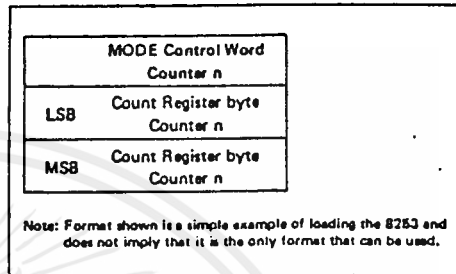 MODE Control Word
Counter n
LSB Count Register byte
Counter n
MSB Count Register byte
Counter n
Note: Format shown is a simple example of loading the 8253 and
does not imply that it is the only format that can be used.